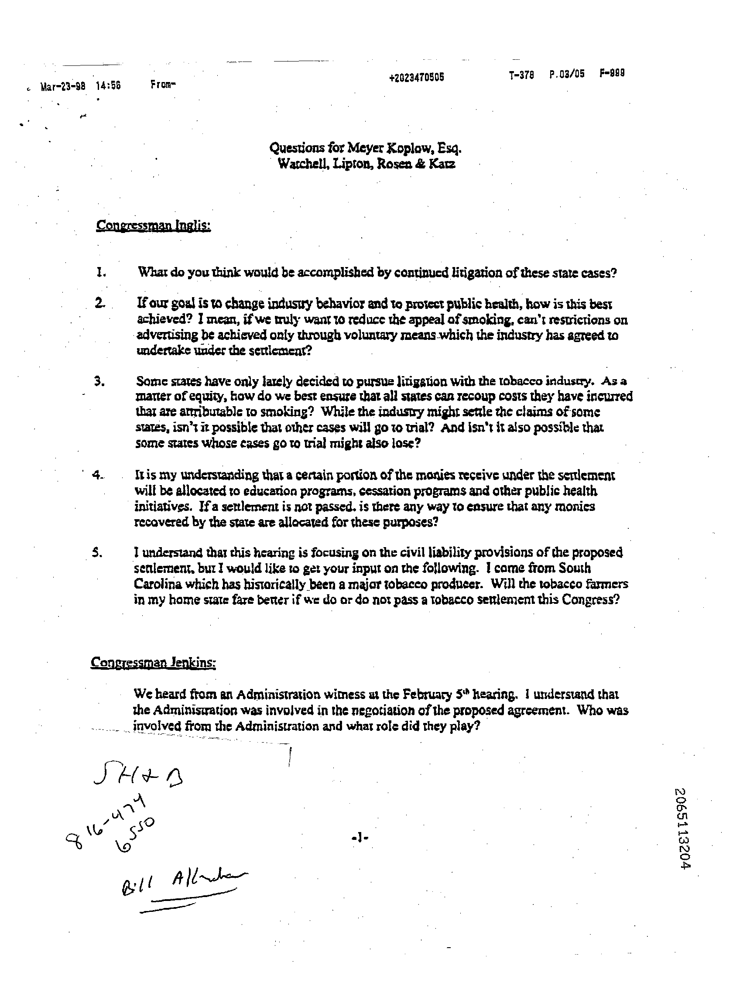 Mar-23-98 14:56 From- +2023470505 T-378 P.03/05 F-999
Questions for Meyer Koplow, Esq.
Watchell, Lipton, Rosen & Katz
Congressman Inglis:
1. What do you think would be accomplished by continued litigation of these state cases?
2. If our goal is to change industry behavior and to protect public health, how is this best
achieved? I mean, if we truly want to reduce the appeal of smoking, can't restrictions on
advertising be achieved only through voluntary means which the industry has agreed to
undertake under the settlement?
3. Some states have only lately decided to pursue litigation with the tobacco industry. As a
matter of equity, how do we best ensure that all states can recoup costs they have incurred
that are attributable to smoking? While the industry might settle the claims of some
states, isn't it possible that other cases will go to trial? And isn't it also possible that
some states whose cases go to trial might also lose?
4. It is my understanding that a certain portion of the monies receive under the settlement
will be allocated to education programs, cessation programs and other public health
initiatives. If a settlement is not passed, is there any way to ensure that any monies
recovered by the state are allocated for these purposes?
5. I understand that this hearing is focusing on the civil liability provisions of the proposed
settlement, but I would like to get your input on the following. I come from South
Carolina which has historically been a major tobacco producer. Will the tobacco farmers
in my home state fare better if we do or do not pass a tobacco settlement this Congress?
Congressman Jenkins:
We heard from an Administration witness at the February 5th hearing. I understand that
the Administration was involved in the negotiation of the proposed agreement. Who was
involved from the Administration and what role did they play?
SH+B
816-474
6550
Bill
-1-
2065113204